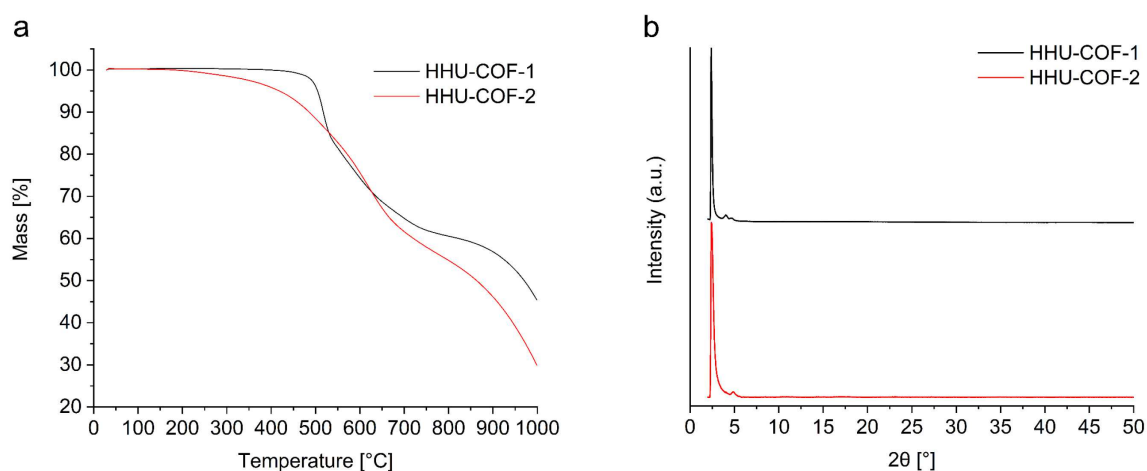 a
100
90
80
70
60
50
40
30
20
Mass [%]
HHU-COF-1
HHU-COF-2
0 100 200 300 400 500 600 700 800 900 1000
Temperature [°C]
b
Intensity (a.u.)
HHU-COF-1
HHU-COF-2
0 5 10 15 20 25 30 35 40 45 50
2θ [°]